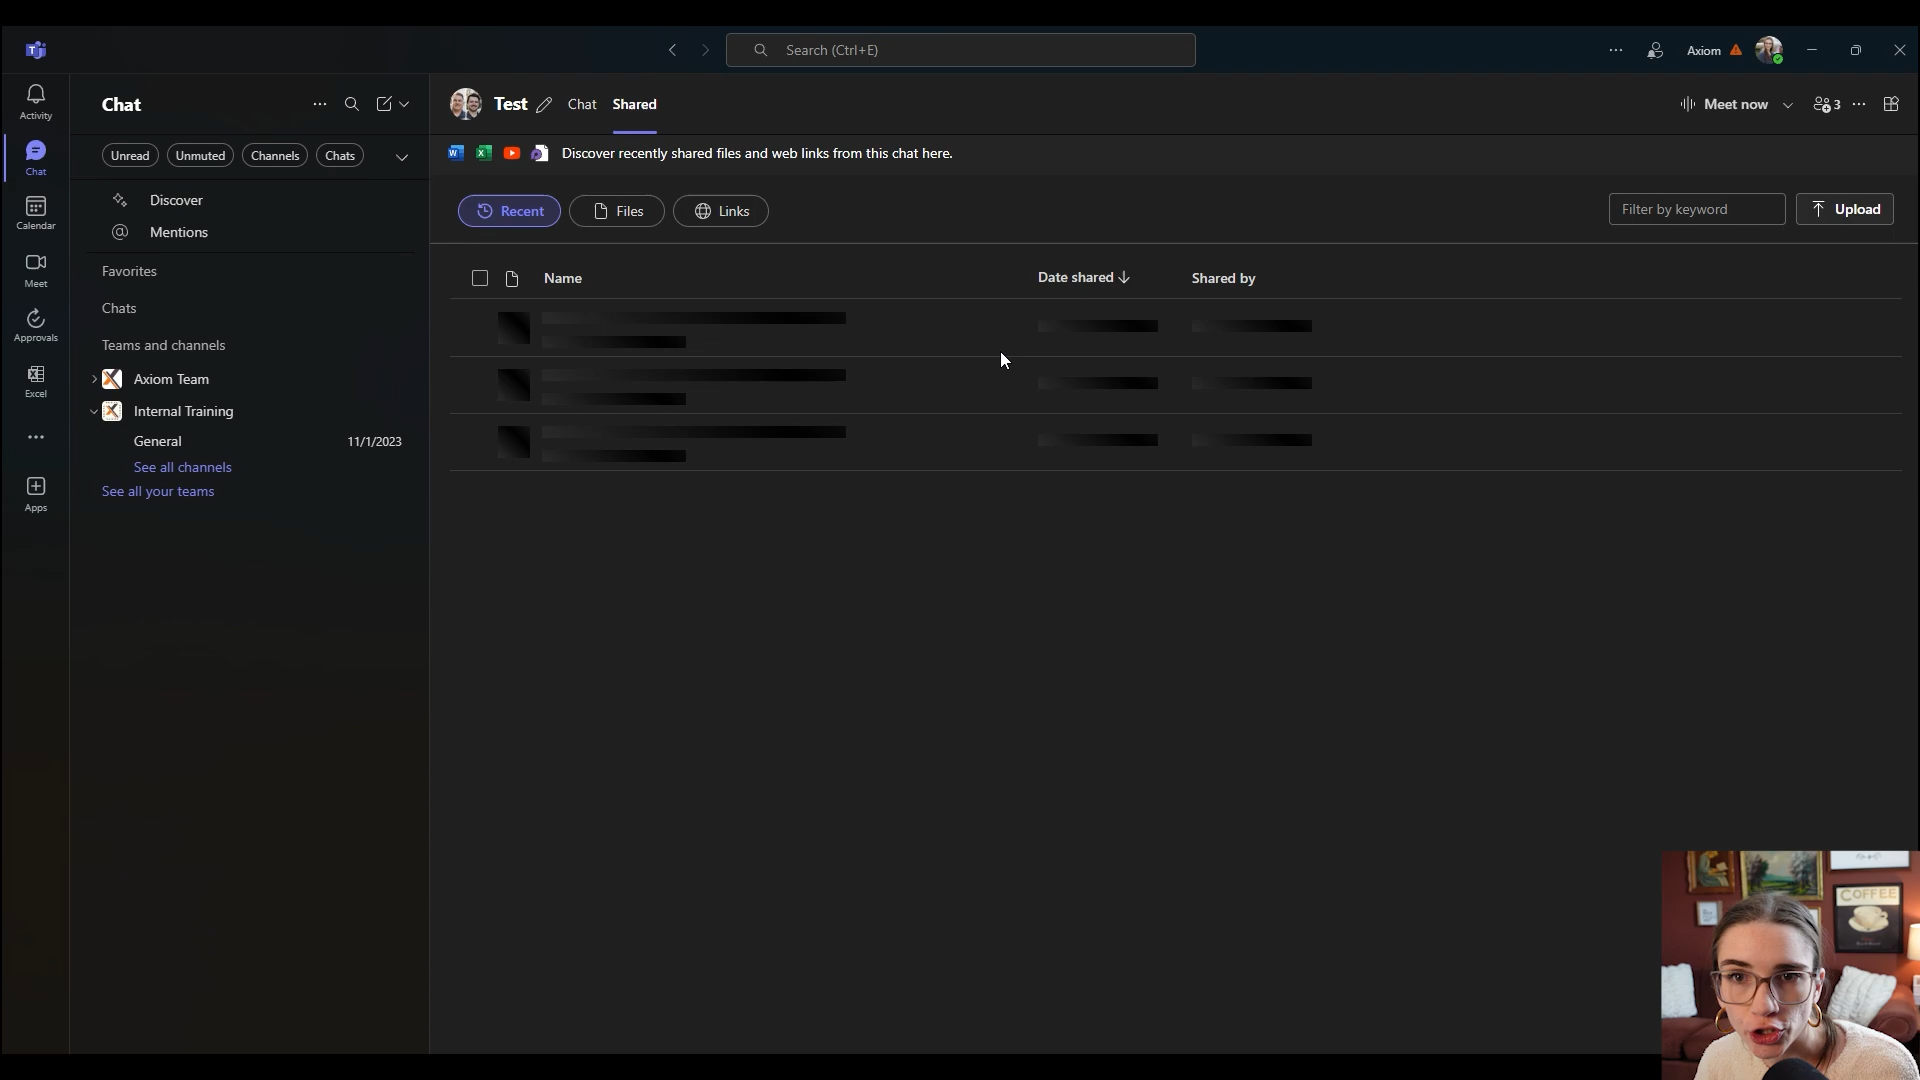 Search (Ctrl+E)
Axiom
Activity
Chat
Calendar
Meet
Approvals
Excel
Apps
Chat
Unread
Unmuted
Channels
Chats
Discover
Mentions
Favorites
Chats
Teams and channels
Axiom Team
Internal Training
General 11/1/2023
See all channels
See all your teams
Test Chat Shared
Meet now 3
Discover recently shared files and web links from this chat here.
Recent Files Links
Filter by keyword
Upload
Name Date shared Shared by
COFFEE